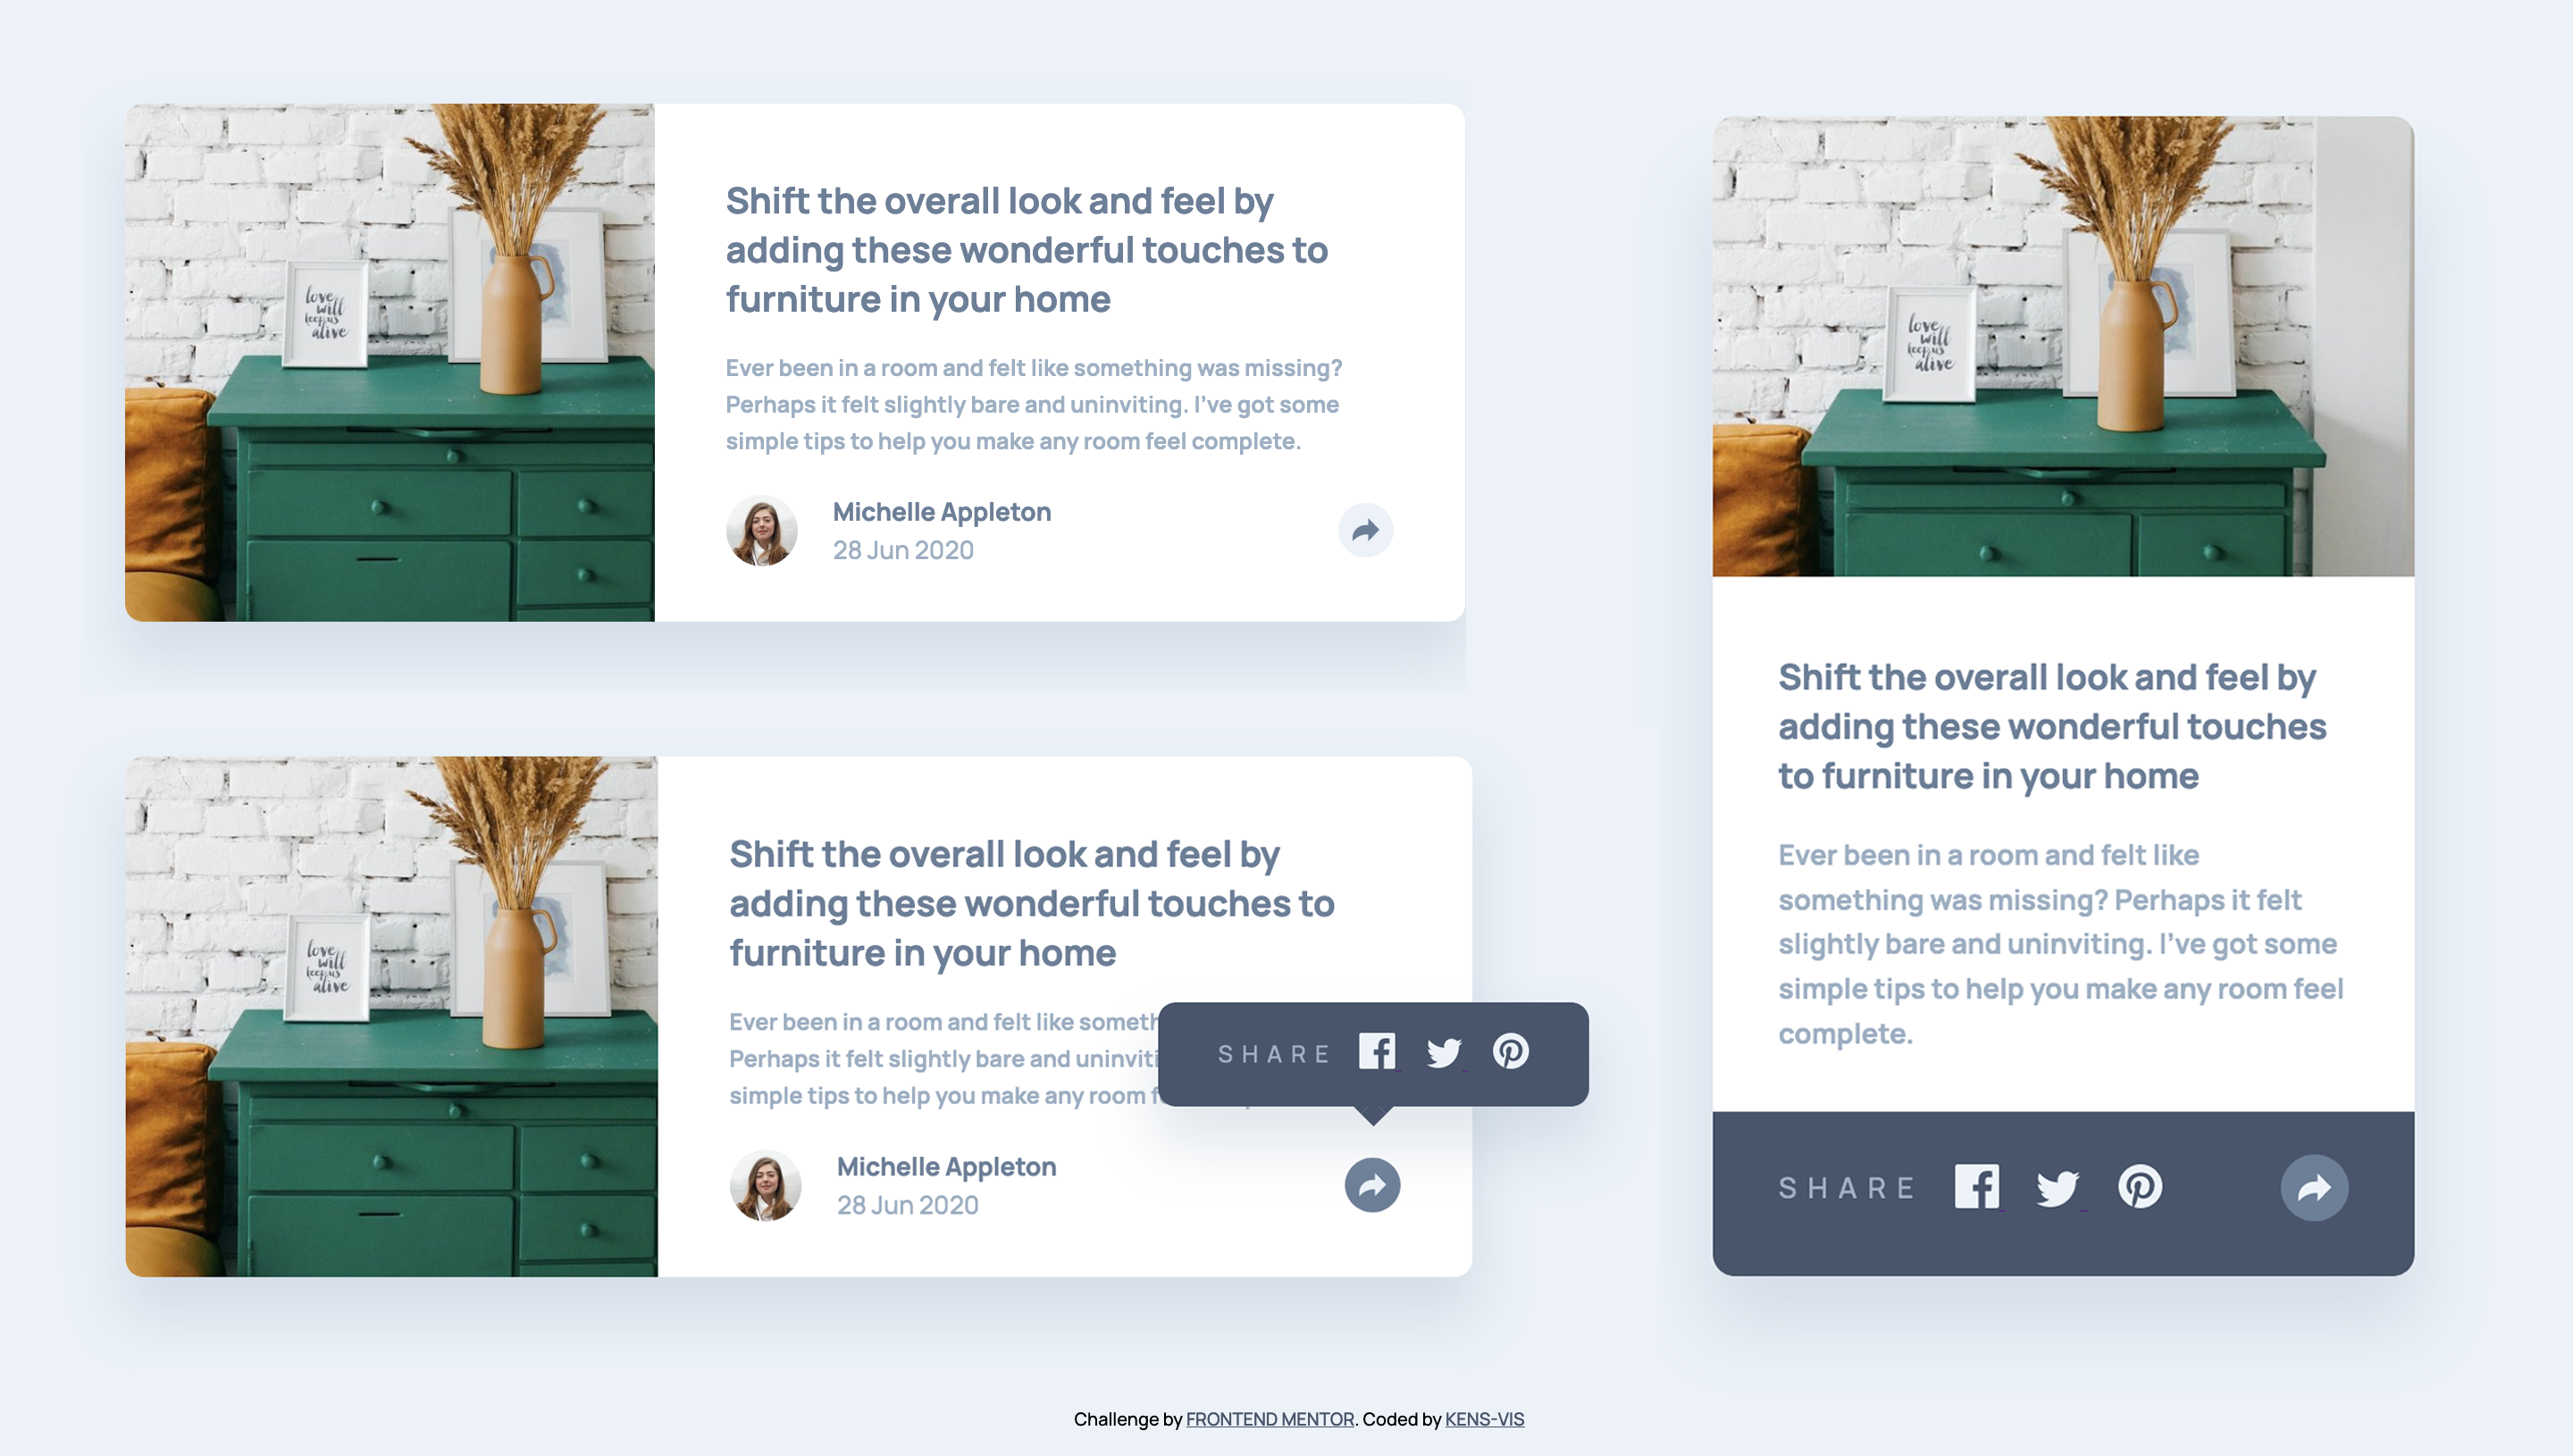 love
will
keep us
alive
Shift the overall look and feel by
adding these wonderful touches to
furniture in your home
Ever been in a room and felt like something was missing?
Perhaps it felt slightly bare and uninviting. I've got some
simple tips to help you make any room feel complete.
Michelle Appleton
28 Jun 2020
love
will
keep us
alive
Shift the overall look and feel by
adding these wonderful touches to
furniture in your home
Ever been in a room and felt like someth
Perhaps it felt slightly bare and uninviti
simple tips to help you make any room f
SHARE
Michelle Appleton
28 Jun 2020
love
will
keep us
alive
Shift the overall look and feel by
adding these wonderful touches
to furniture in your home
Ever been in a room and felt like
something was missing? Perhaps it felt
slightly bare and uninviting. I've got some
simple tips to help you make any room feel
complete.
SHARE
Challenge by FRONTEND MENTOR. Coded by KENS-VIS